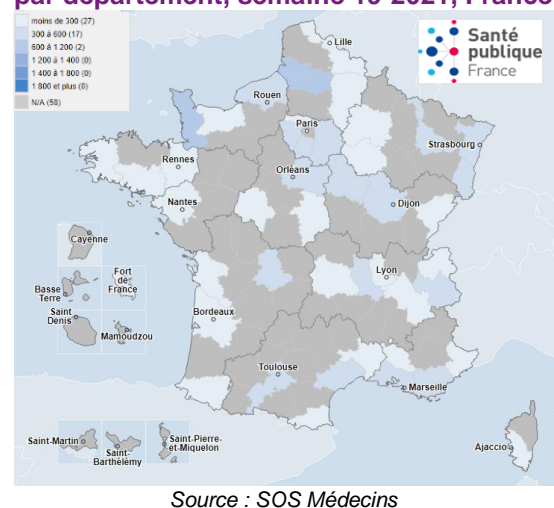 par département, semaine 15-2021, France
moins de 300 (27)
300 à 600 (17)
600 à 1 200 (2)
1 200 à 1 400 (0)
1 400 à 1 800 (0)
1 800 et plus (0)
N/A (58)
Santé
publique
France
Lille
Rouen
Paris
Strasbourg
Rennes
Orléans
Nantes
Dijon
Cayenne
Lyon
Basse
Terre
Fort
de
France
Saint
Denis
Mamoudzou
Bordeaux
Toulouse
Marseille
Saint-Martin
Saint-
Barthélémy
Saint-Pierre-
et-Miquelon
Ajaccio
Source : SOS Médecins